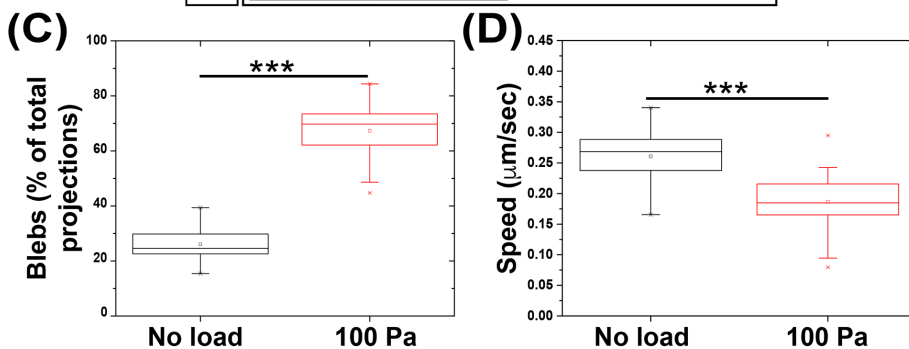 (C)
Blebs (% of total
projections)
100
80
60
40
20
0
***
No load
100 Pa
(D)
Speed (μm/sec)
0.45
0.40
0.35
0.30
0.25
0.20
0.15
0.10
0.05
0.00
***
No load
100 Pa